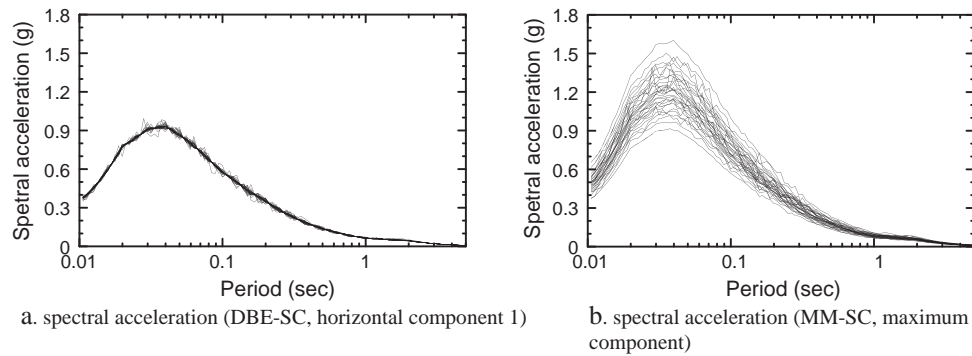 1.8
1.5
1.2
0.9
0.6
0.3
0
Spetral acceleration (g)
0.01
0.1
1
Period (sec)
a. spectral acceleration (DBE-SC, horizontal component 1)
1.8
1.5
1.2
0.9
0.6
0.3
0
Spetral acceleration (g)
0.01
0.1
1
Period (sec)
b. spectral acceleration (MM-SC, maximum
component)